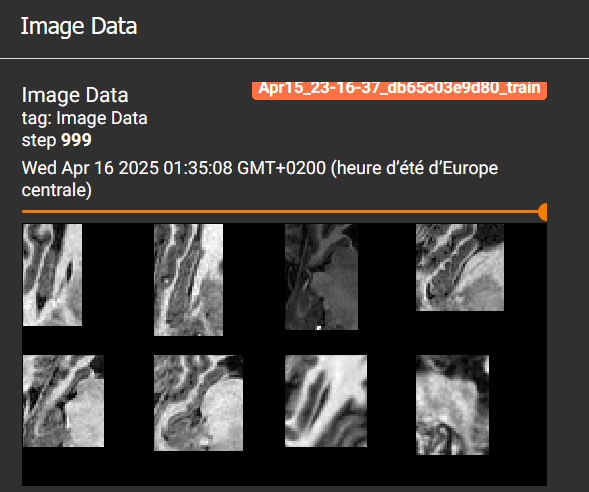 Image Data
Image Data
Apr15_23-16-37_db65c03e9d80_train
tag: Image Data
step 999
Wed Apr 16 2025 01:35:08 GMT+0200 (heure d’été d’Europe
centrale)